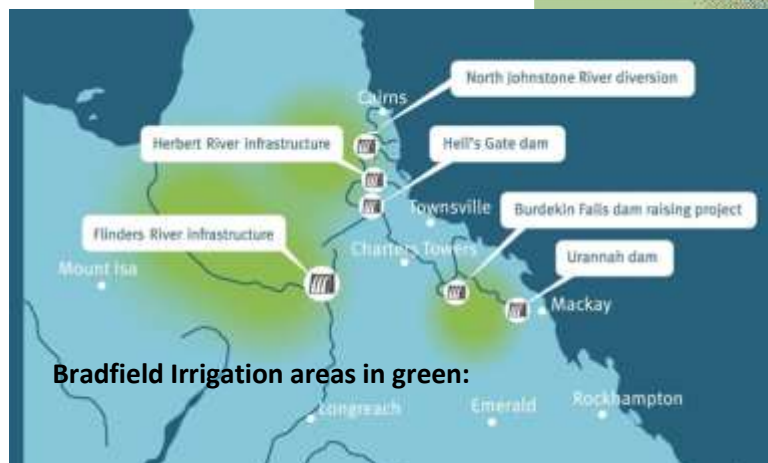 North Johnstone River diversion
Cairns
Herbert River infrastructure
Hell's Gate dam
Townsville
Burdekin Falls dam raising project
Flinders River infrastructure
Charters Towers
Urannah dam
Mount Isa
Mackay
Bradfield Irrigation areas in green:
Longreach
Emerald
Rockhampton